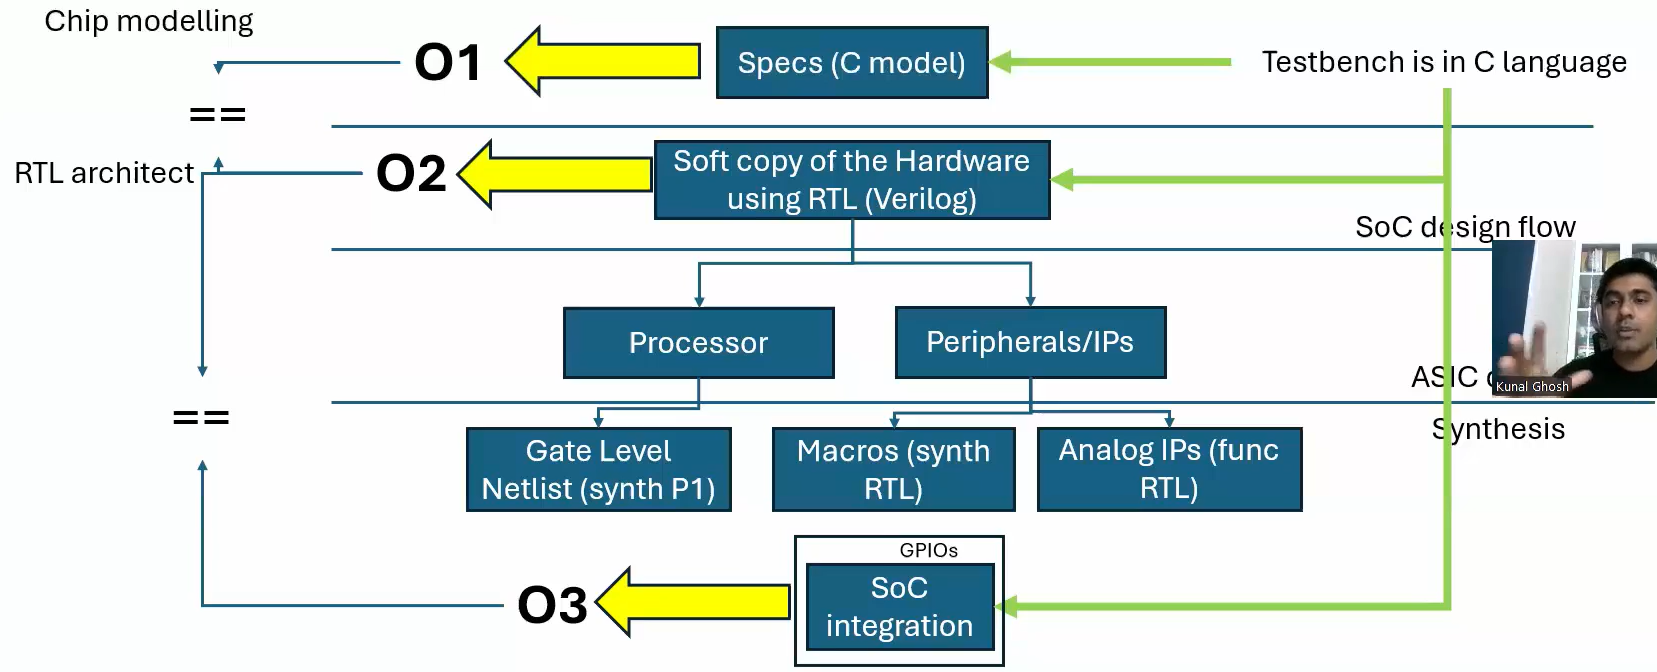 Chip modelling
O1
Specs (C model)
Testbench is in C language
==
RTL architect
O2
Soft copy of the Hardware
using RTL (Verilog)
SoC design flow
Processor
Peripherals/IPs
ASIC
Kunal Ghosh
==
Synthesis
Gate Level
Netlist (synth P1)
Macros (synth
RTL)
Analog IPs (func
RTL)
GPIOs
O3
SoC
integration